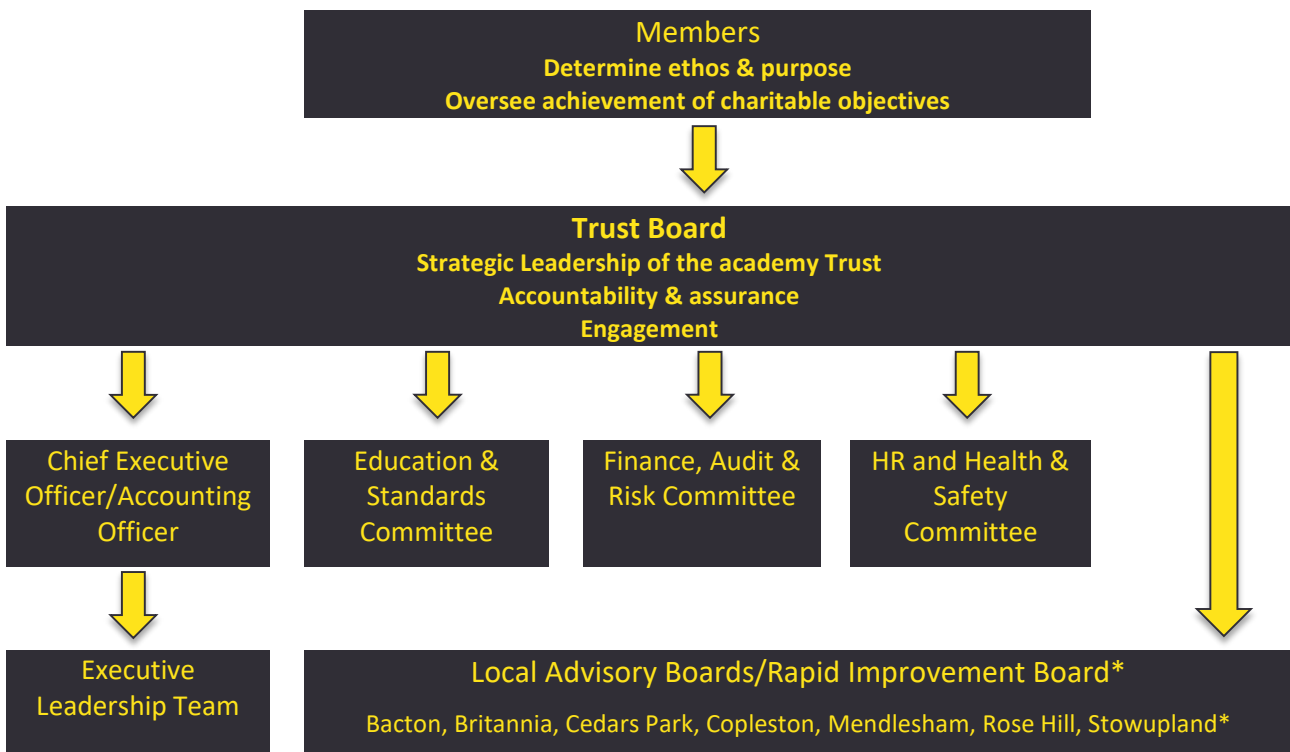 Members
Determine ethos & purpose
Oversee achievement of charitable objectives
Trust Board
Strategic Leadership of the academy Trust
Accountability & assurance
Engagement
Chief Executive
Officer/Accounting
Officer
Education &
Standards
Committee
Finance, Audit &
Risk Committee
HR and Health &
Safety
Committee
Executive
Leadership Team
Local Advisory Boards/Rapid Improvement Board*
Bacton, Britannia, Cedars Park, Copleston, Mendlesham, Rose Hill, Stowupland*